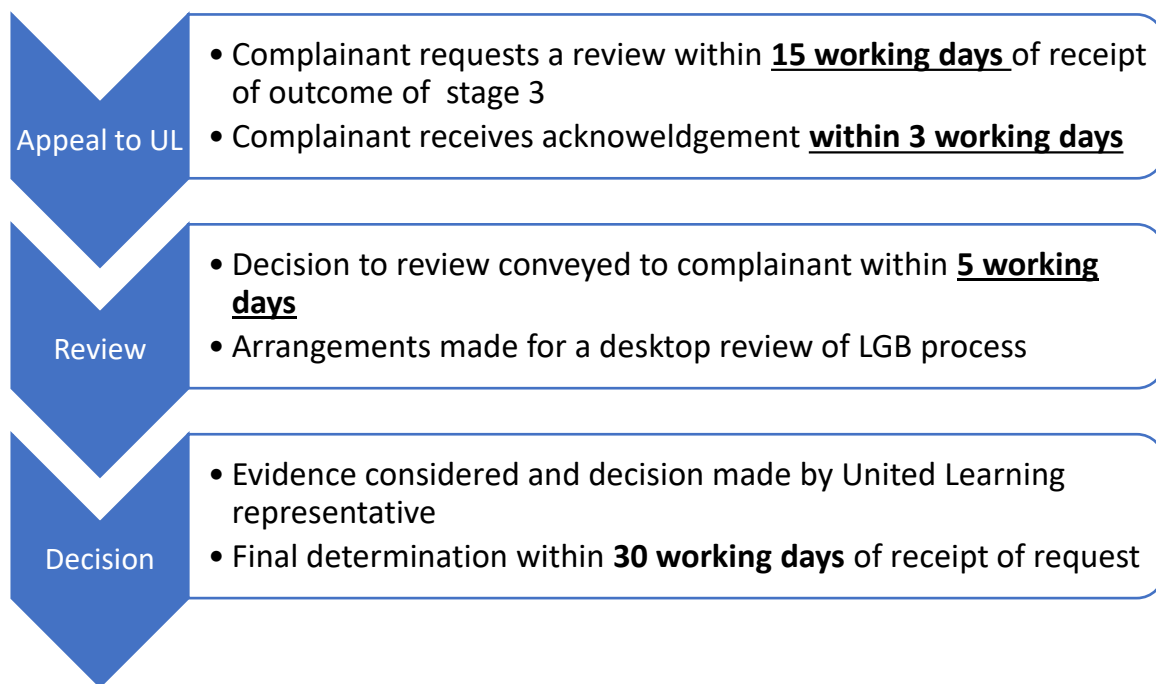 Appeal to UL
• Complainant requests a review within 15 working days of receipt
of outcome of stage 3
• Complainant receives acknoweldgement within 3 working days
Review
• Decision to review conveyed to complainant within 5 working
days
• Arrangements made for a desktop review of LGB process
Decision
• Evidence considered and decision made by United Learning
representative
• Final determination within 30 working days of receipt of request